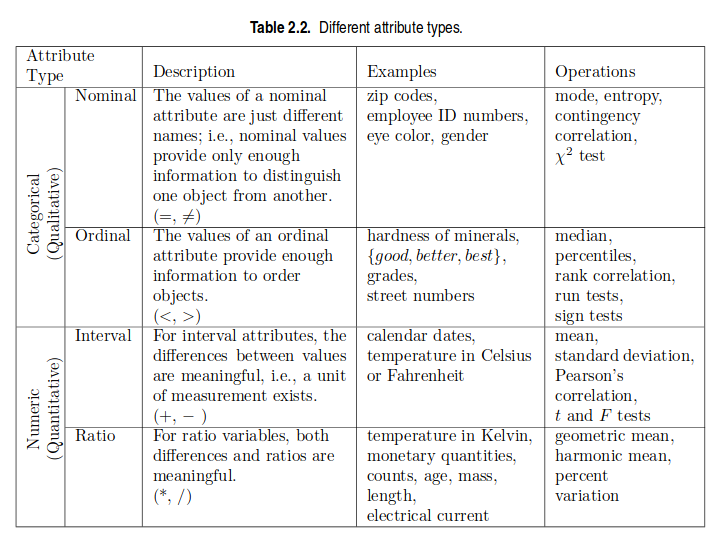 Table 2.2. Different attribute types.
Attribute
Type
Description
Examples
Operations
Categorical
(Qualitative)
Nominal
The values of a nominal
attribute are just different
names; i.e., nominal values
provide only enough
information to distinguish
one object from another.
(=, ≠)
zip codes,
employee ID numbers,
eye color, gender
mode, entropy,
contingency
correlation,
χ² test
Ordinal
The values of an ordinal
attribute provide enough
information to order
objects.
(<, >)
hardness of minerals,
{good, better, best},
grades,
street numbers
median,
percentiles,
rank correlation,
run tests,
sign tests
Numeric
(Quantitative)
Interval
For interval attributes, the
differences between values
are meaningful, i.e., a unit
of measurement exists.
(+, − )
calendar dates,
temperature in Celsius
or Fahrenheit
mean,
standard deviation,
Pearson's
correlation,
t and F tests
Ratio
For ratio variables, both
differences and ratios are
meaningful.
(*, /)
temperature in Kelvin,
monetary quantities,
counts, age, mass,
length,
electrical current
geometric mean,
harmonic mean,
percent
variation